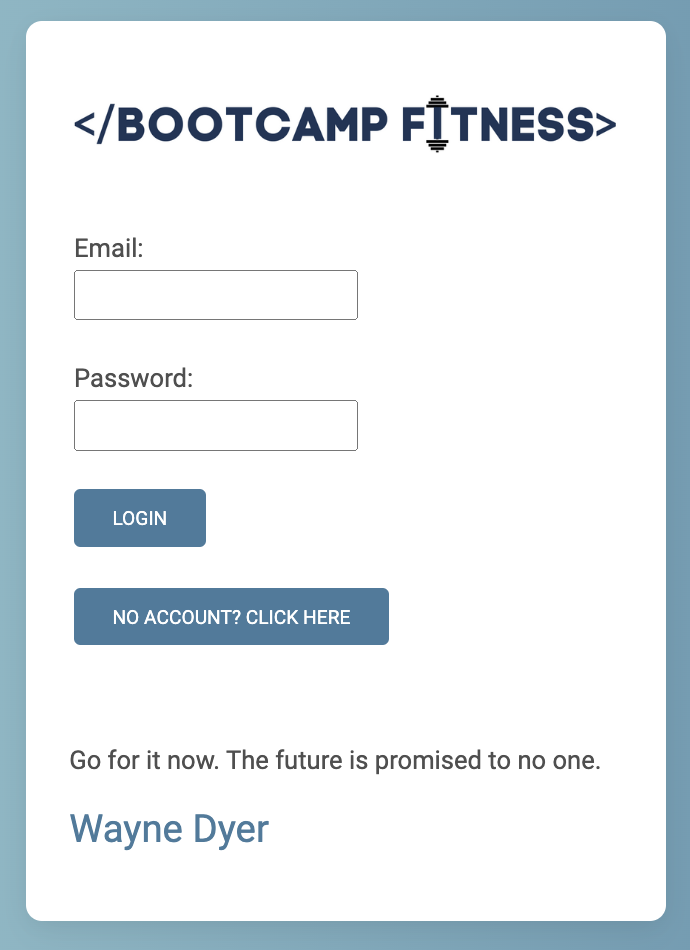 </BOOTCAMP FITNESS>
Email:
Password:
LOGIN
NO ACCOUNT? CLICK HERE
Go for it now. The future is promised to no one.
Wayne Dyer